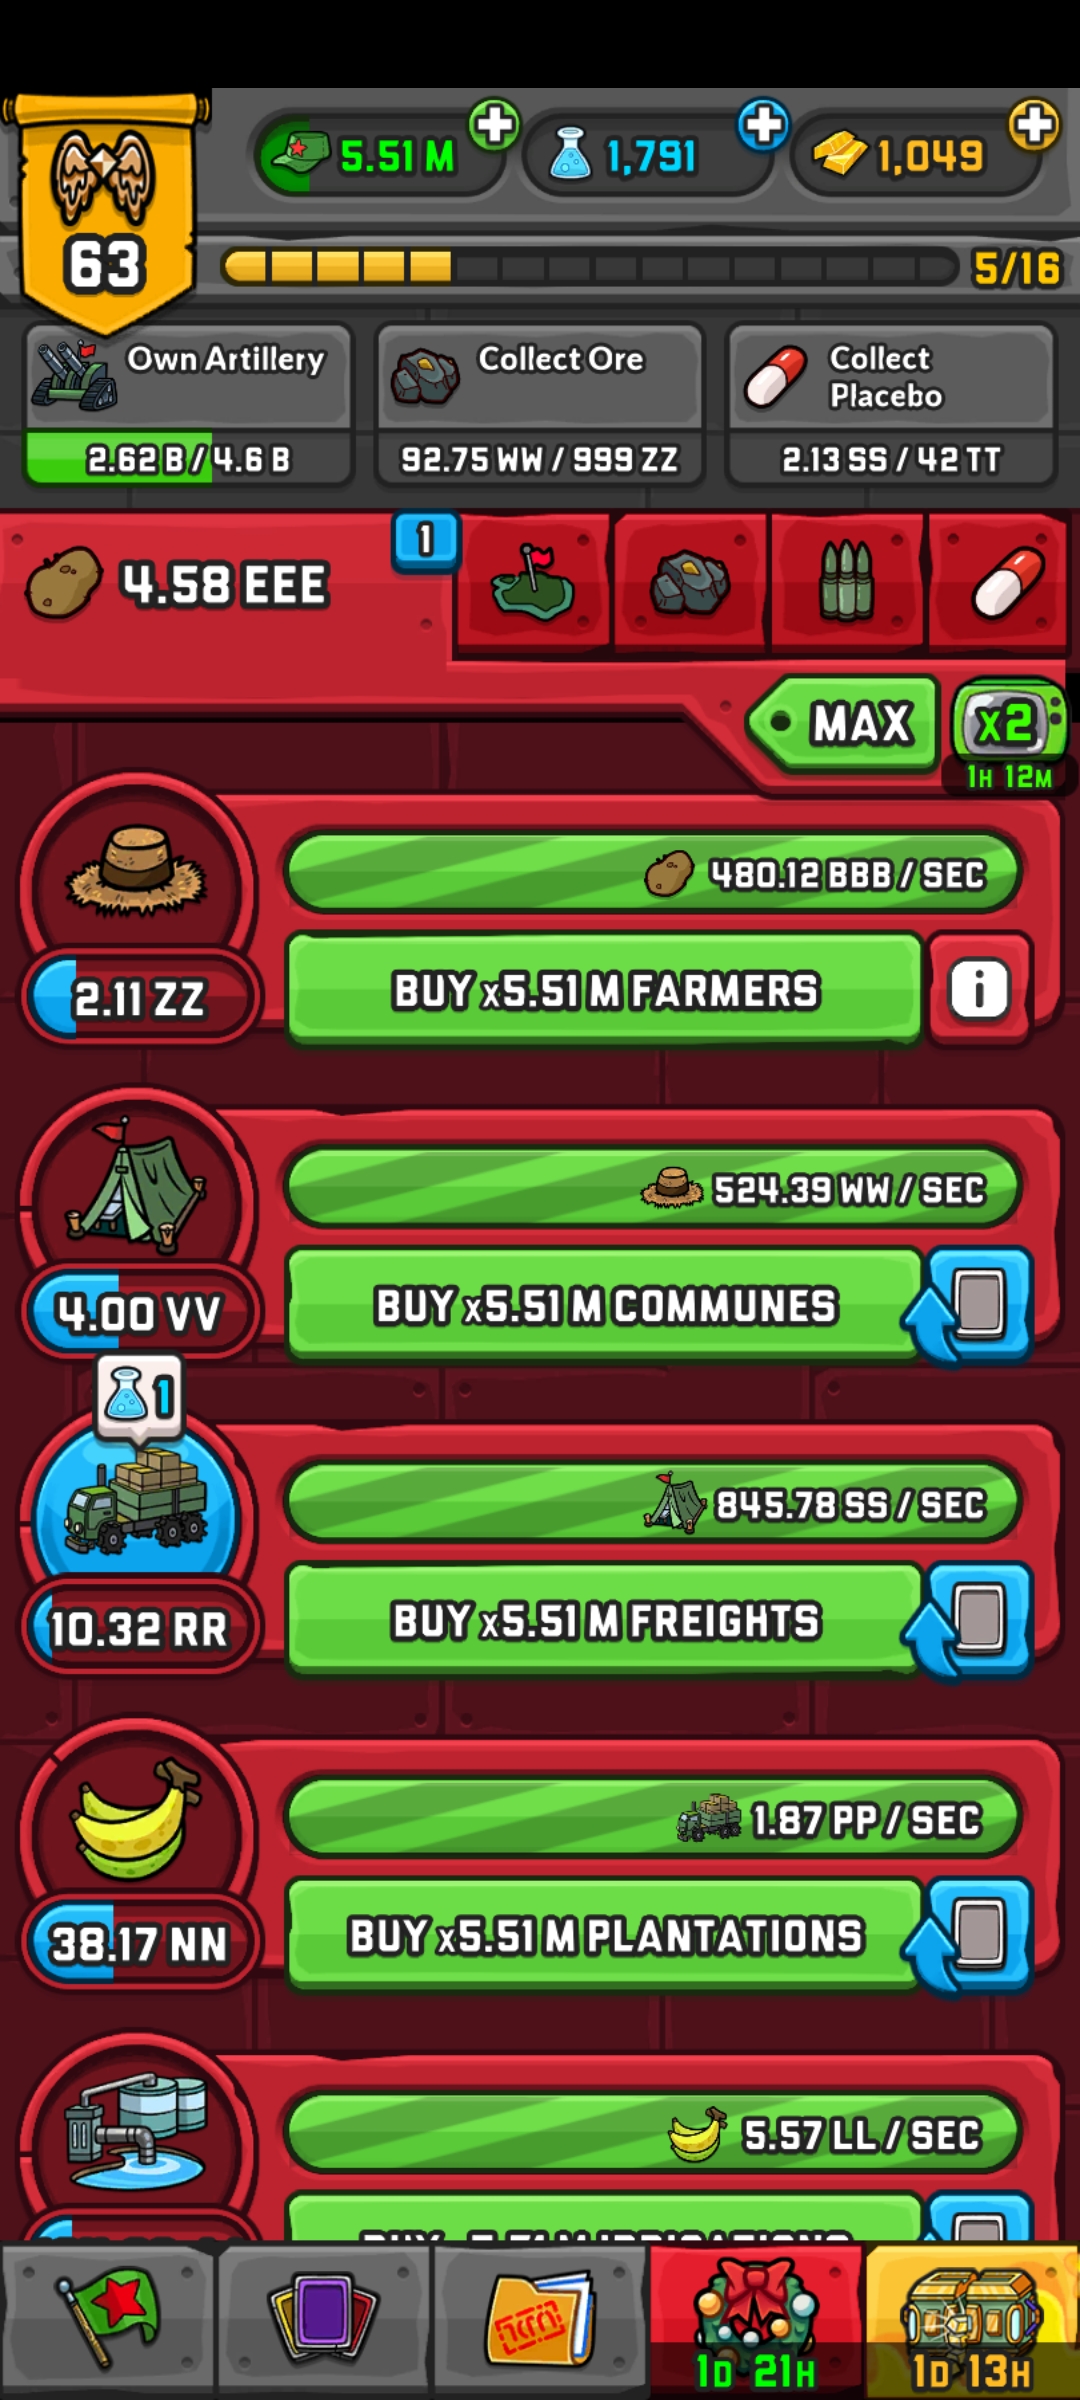 5.51 M
1,791
1,049
63
5/16
Own Artillery
2.62 B / 4.6 B
Collect Ore
92.75 WW / 999 ZZ
Collect
Placebo
2.13 SS / 42 TT
4.58 EEE
1
MAX
x2
1H 12M
480.12 BBB / SEC
2.11 ZZ
BUY x5.51 M FARMERS
i
524.39 WW / SEC
4.00 VV
BUY x5.51 M COMMUNES
1
845.78 SS / SEC
10.32 RR
BUY x5.51 M FREIGHTS
1.87 PP / SEC
38.17 NN
BUY x5.51 M PLANTATIONS
5.57 LL / SEC
1D 21H
1D 13H